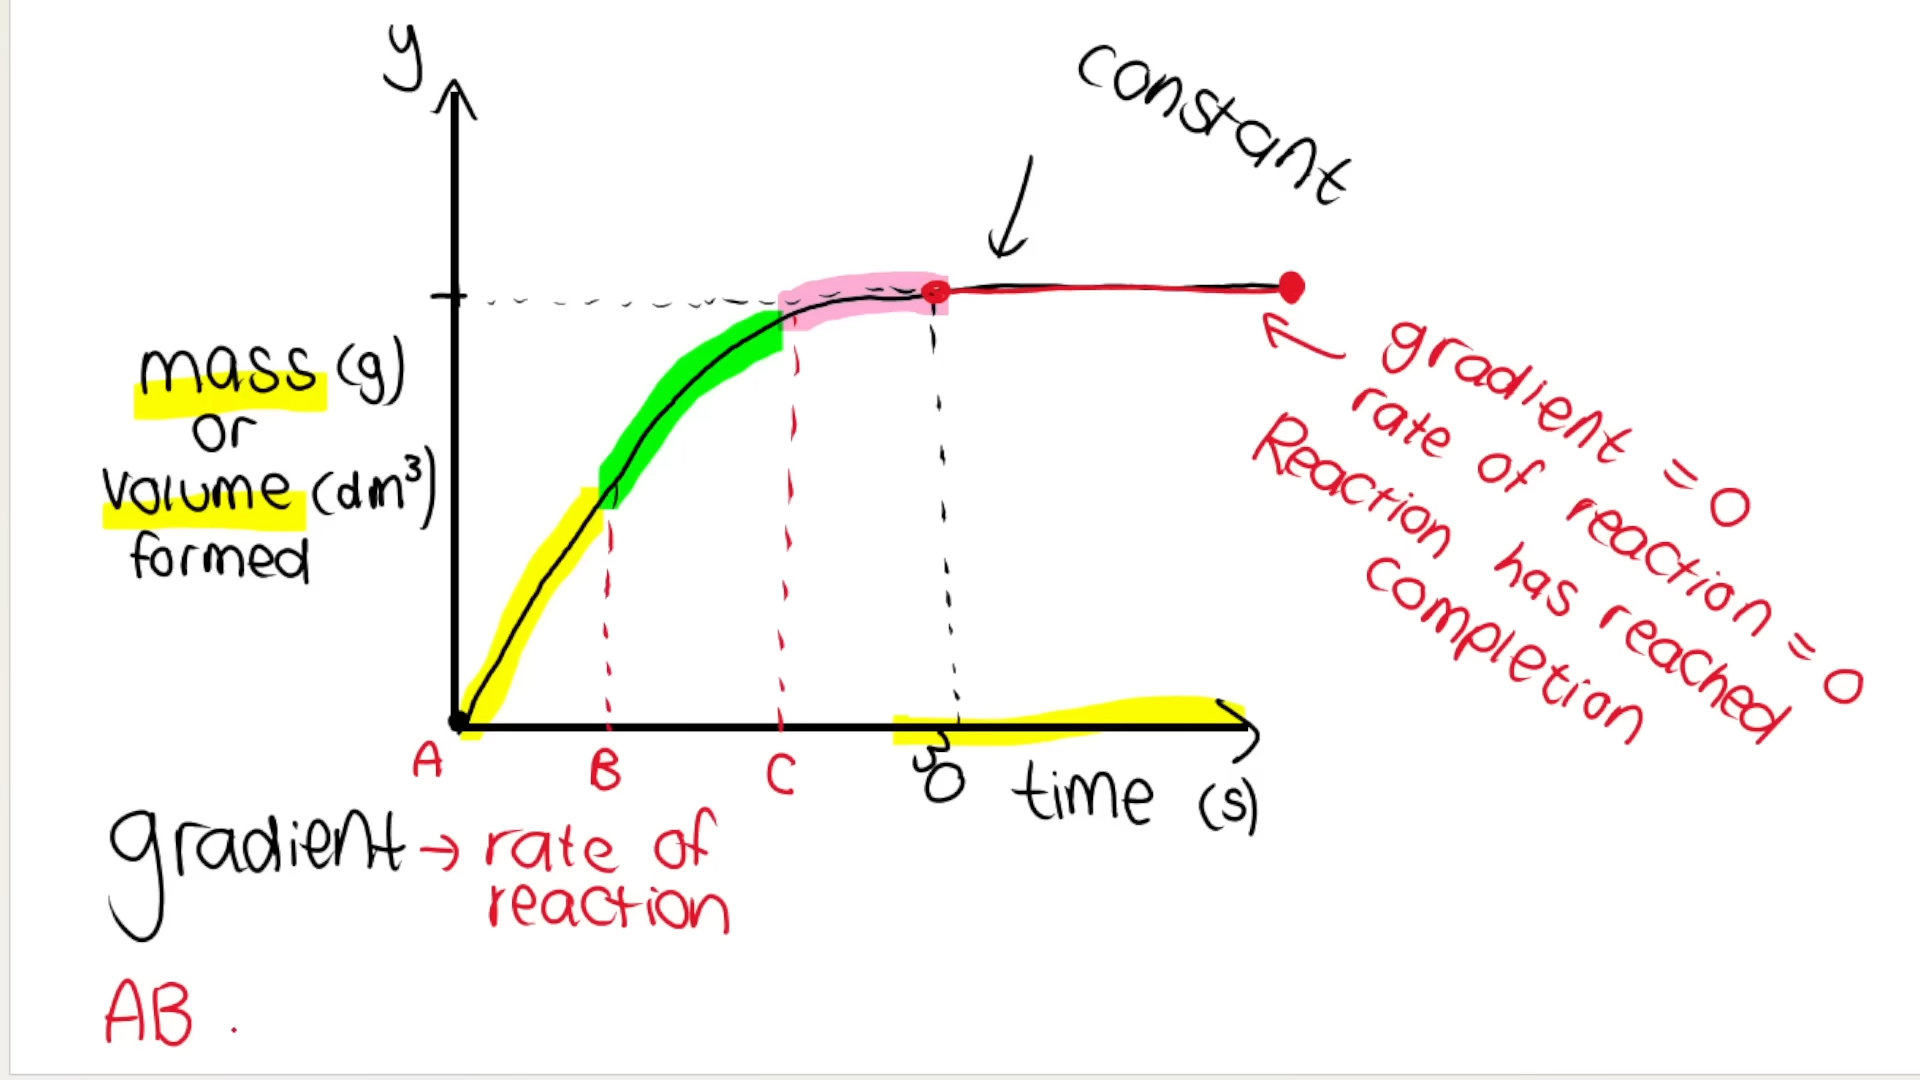 y
constant
mass (g)
or
volume (dm³)
formed
gradient = 0
rate of reaction = 0
Reaction has reached
completion
A B C 30 time (s)
gradient → rate of
reaction
AB